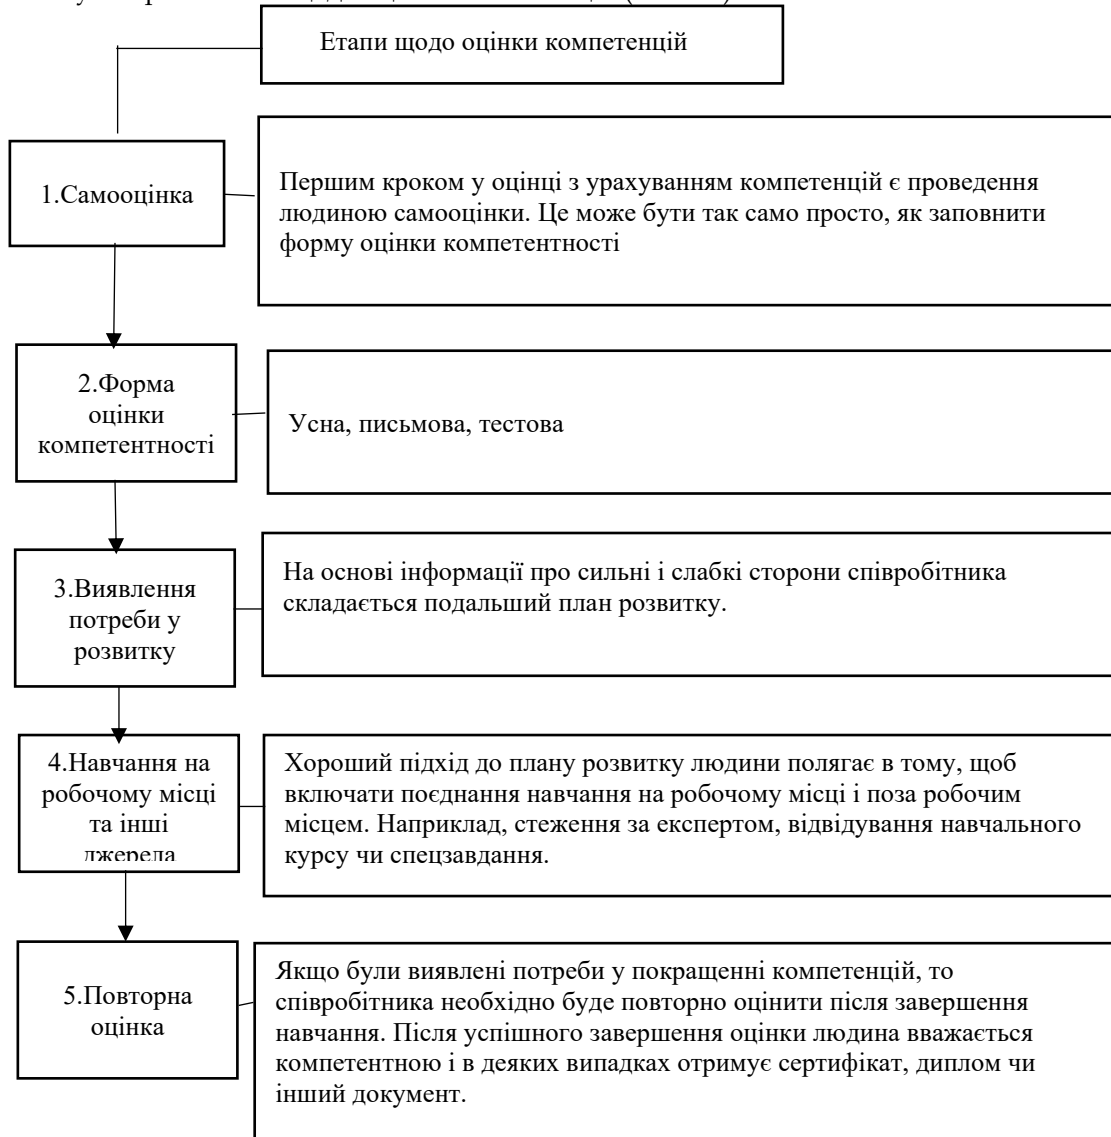 Етапи щодо оцінки компетенцій
1.Самооцінка
Першим кроком у оцінці з урахуванням компетенцій є проведення
людиною самооцінки. Це може бути так само просто, як заповнити
форму оцінки компетентності
2.Форма
оцінки
компетентності
Усна, письмова, тестова
3.Виявлення
потреби у
розвитку
На основі інформації про сильні і слабкі сторони співробітника
складається подальший план розвитку.
4.Навчання на
робочому місці
та інші
джерела
Хороший підхід до плану розвитку людини полягає в тому, щоб
включати поєднання навчання на робочому місці і поза робочим
місцем. Наприклад, стеження за експертом, відвідування навчального
курсу чи спецзавдання.
5.Повторна
оцінка
Якщо були виявлені потреби у покращенні компетенцій, то
співробітника необхідно буде повторно оцінити після завершення
навчання. Після успішного завершення оцінки людина вважається
компетентною і в деяких випадках отримує сертифікат, диплом чи
інший документ.